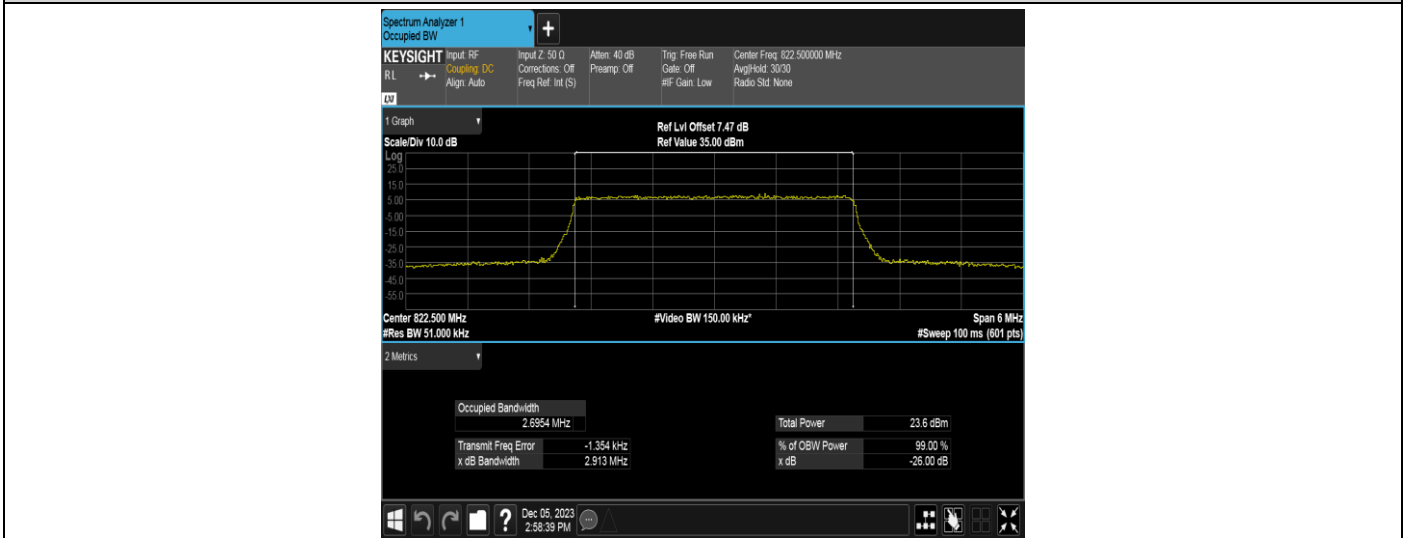 Spectrum Analyzer 1
Occupied BW
+
KEYSIGHT Input: RF Input Z: 50 Ω Atten: 40 dB Trig: Free Run Center Freq: 822.500000 MHz
RL Coupling: DC Corrections: Off Preamp: Off Gate: Off Avg|Hold: 30/30
Align: Auto Freq Ref: Int (S) #IF Gain: Low Radio Std: None
LXI
1 Graph Ref Lvl Offset 7.47 dB
Scale/Div 10.0 dB Ref Value 35.00 dBm
Log
25.0
15.0
5.00
-5.00
-15.0
-25.0
-35.0
-45.0
-55.0
Center 822.500 MHz #Video BW 150.00 kHz* Span 6 MHz
#Res BW 51.000 kHz #Sweep 100 ms (601 pts)
2 Metrics
Occupied Bandwidth
2.6954 MHz Total Power 23.6 dBm
Transmit Freq Error -1.354 kHz % of OBW Power 99.00 %
x dB Bandwidth 2.913 MHz x dB -26.00 dB
? Dec 05, 2023
2:58:39 PM